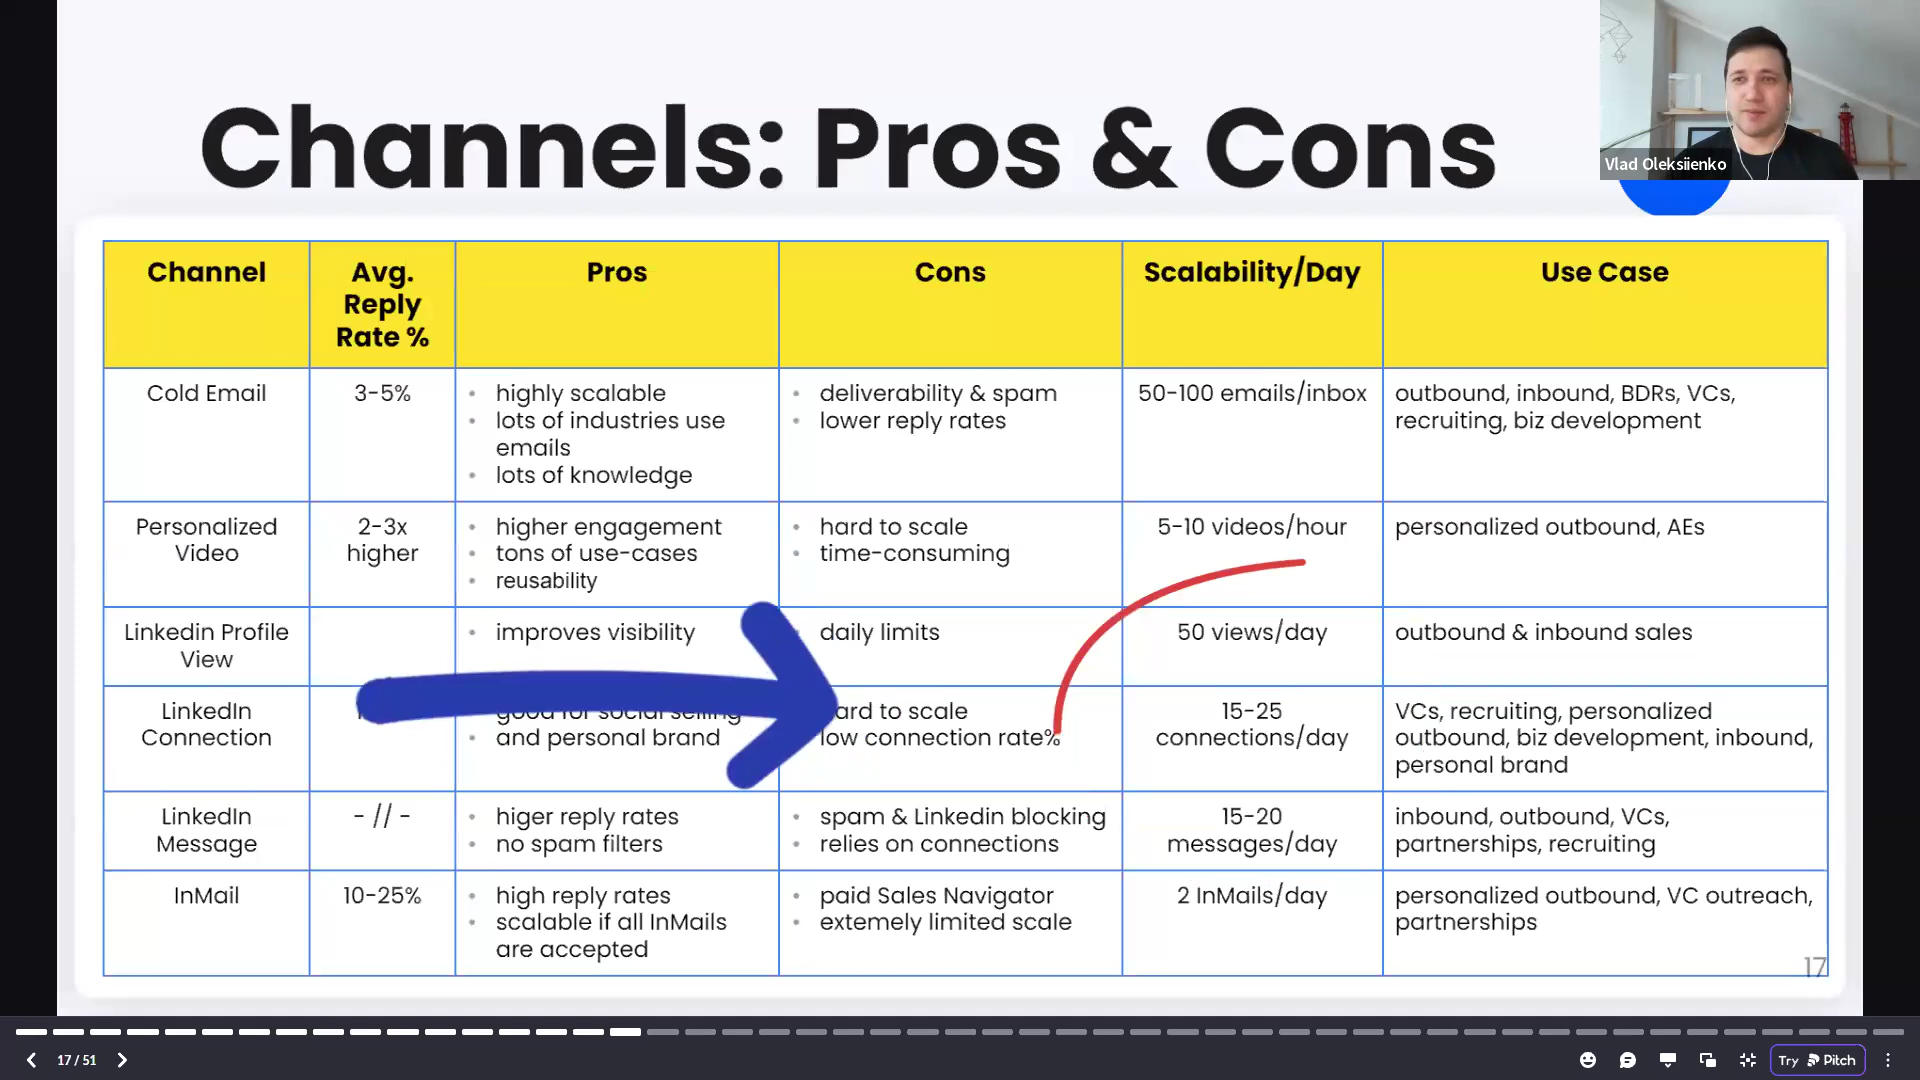 Channels: Pros & Cons
Vlad Oleksiienko
Channel
Avg.
Reply
Rate %
Pros
Cons
Scalability/Day
Use Case
Cold Email
3-5%
highly scalable
lots of industries use
emails
lots of knowledge
deliverability & spam
lower reply rates
50-100 emails/inbox
outbound, inbound, BDRs, VCs,
recruiting, biz development
Personalized
Video
2-3x
higher
higher engagement
tons of use-cases
reusability
hard to scale
time-consuming
5-10 videos/hour
personalized outbound, AEs
Linkedin Profile
View
improves visibility
daily limits
50 views/day
outbound & inbound sales
LinkedIn
Connection
good for social selling
and personal brand
hard to scale
low connection rate%
15-25
connections/day
VCs, recruiting, personalized
outbound, biz development, inbound,
personal brand
LinkedIn
Message
- // -
higer reply rates
no spam filters
spam & Linkedin blocking
relies on connections
15-20
messages/day
inbound, outbound, VCs,
partnerships, recruiting
InMail
10-25%
high reply rates
scalable if all InMails
are accepted
paid Sales Navigator
extemely limited scale
2 InMails/day
personalized outbound, VC outreach,
partnerships
17
17 / 51
Try Pitch